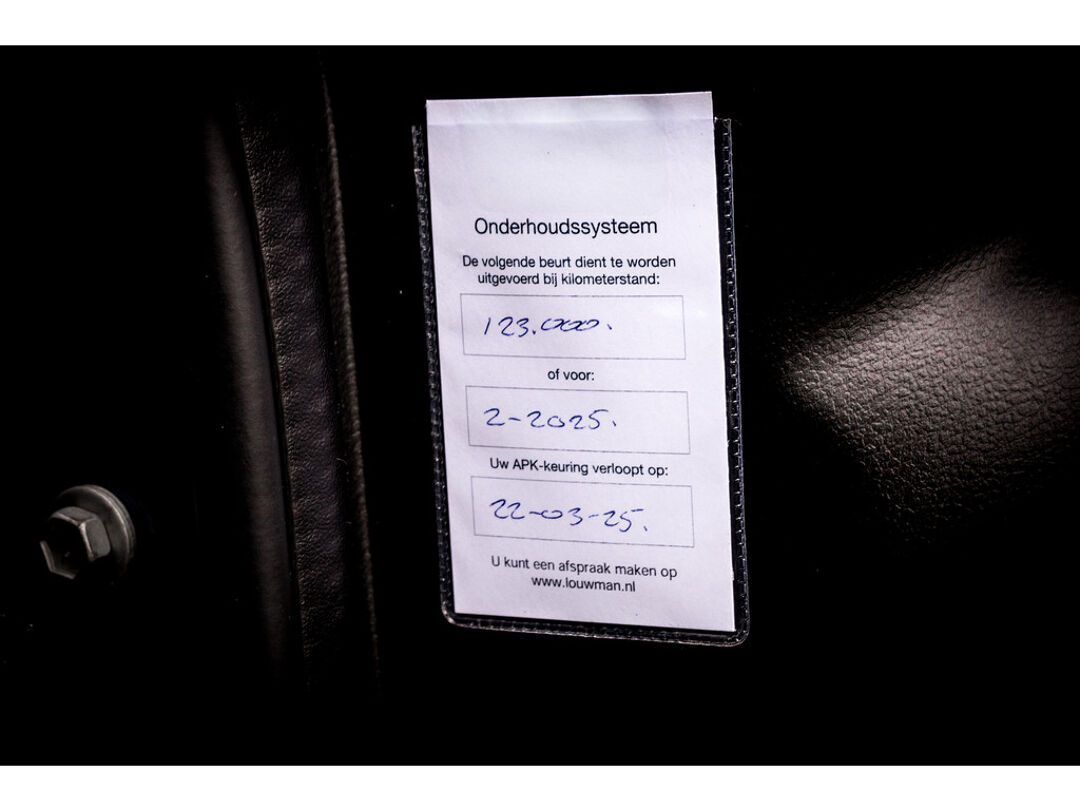 Onderhoudssysteem
De volgende beurt dient te worden
uitgevoerd bij kilometerstand:
123.000.
of voor:
2-2025.
Uw APK-keuring verloopt op:
22-03-25.
U kunt een afspraak maken op
www.louwman.nl